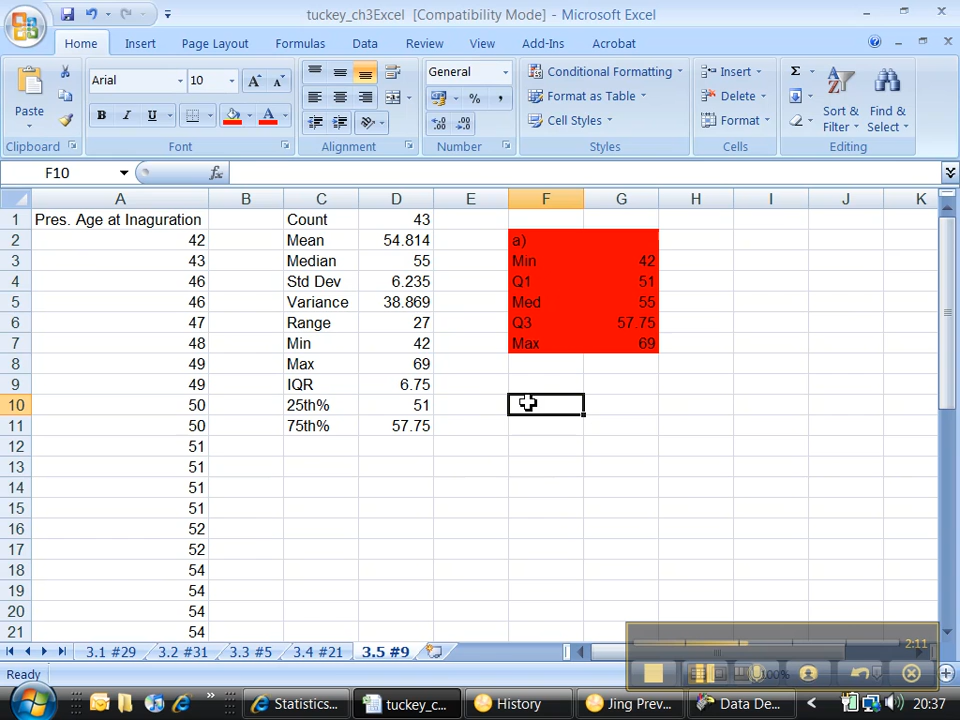 tuckey_ch3Excel [Compatibility Mode] - Microsoft Excel
Home Insert Page Layout Formulas Data Review View Add-Ins Acrobat
Arial 10 A A General Conditional Formatting Insert Σ
Paste Format as Table Delete Sort & Filter Find & Select
B I U A $ % , .0 .00 Cell Styles Format
Clipboard Font Alignment Number Styles Cells Editing
F10 fx
A B C D E F G H I J K
1 Pres. Age at Inaguration Count 43
2 42 Mean 54.814 a)
3 43 Median 55 Min 42
4 46 Std Dev 6.235 Q1 51
5 46 Variance 38.869 Med 55
6 47 Range 27 Q3 57.75
7 48 Min 42 Max 69
8 49 Max 69
9 49 IQR 6.75
10 50 25th% 51
11 50 75th% 57.75
12 51
13 51
14 51
15 51
16 52
17 52
18 54
19 54
20 54
21 54
3.1 #29 3.2 #31 3.3 #5 3.4 #21 3.5 #9
2:11
Ready 100%
Statistics... tuckey_c... History Jing Prev... Data De... 20:37